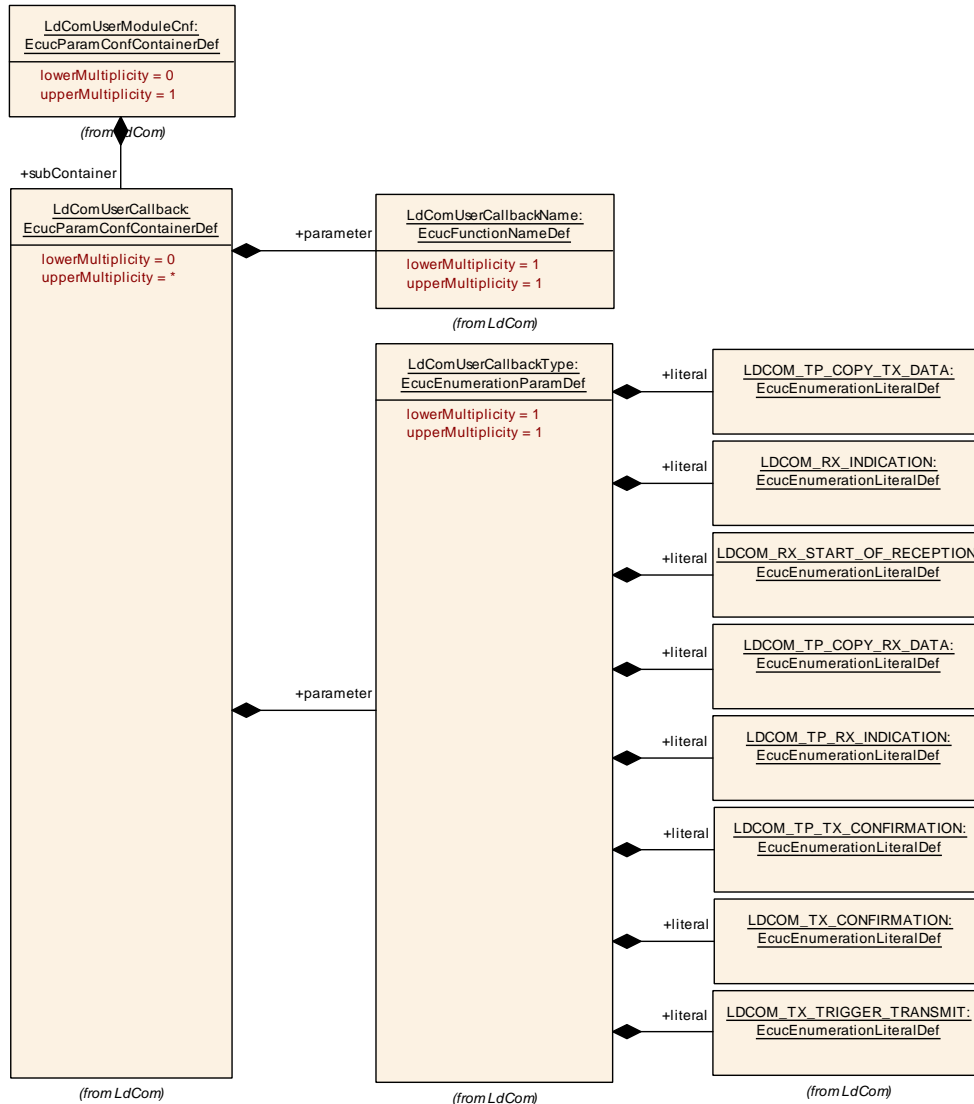 LdComUserModuleCnf:
EcucParamConfContainerDef
lowerMultiplicity = 0
upperMultiplicity = 1
(from LdCom)
+subContainer
LdComUserCallback:
EcucParamConfContainerDef
lowerMultiplicity = 0
upperMultiplicity = *
(from LdCom)
+parameter
LdComUserCallbackName:
EcucFunctionNameDef
lowerMultiplicity = 1
upperMultiplicity = 1
(from LdCom)
+parameter
LdComUserCallbackType:
EcucEnumerationParamDef
lowerMultiplicity = 1
upperMultiplicity = 1
(from LdCom)
+literal
LDCOM_TP_COPY_TX_DATA:
EcucEnumerationLiteralDef
+literal
LDCOM_RX_INDICATION:
EcucEnumerationLiteralDef
+literal
LDCOM_RX_START_OF_RECEPTION
EcucEnumerationLiteralDef
+literal
LDCOM_TP_COPY_RX_DATA:
EcucEnumerationLiteralDef
+literal
LDCOM_TP_RX_INDICATION:
EcucEnumerationLiteralDef
+literal
LDCOM_TP_TX_CONFIRMATION:
EcucEnumerationLiteralDef
+literal
LDCOM_TX_CONFIRMATION:
EcucEnumerationLiteralDef
+literal
LDCOM_TX_TRIGGER_TRANSMIT:
EcucEnumerationLiteralDef
(from LdCom)